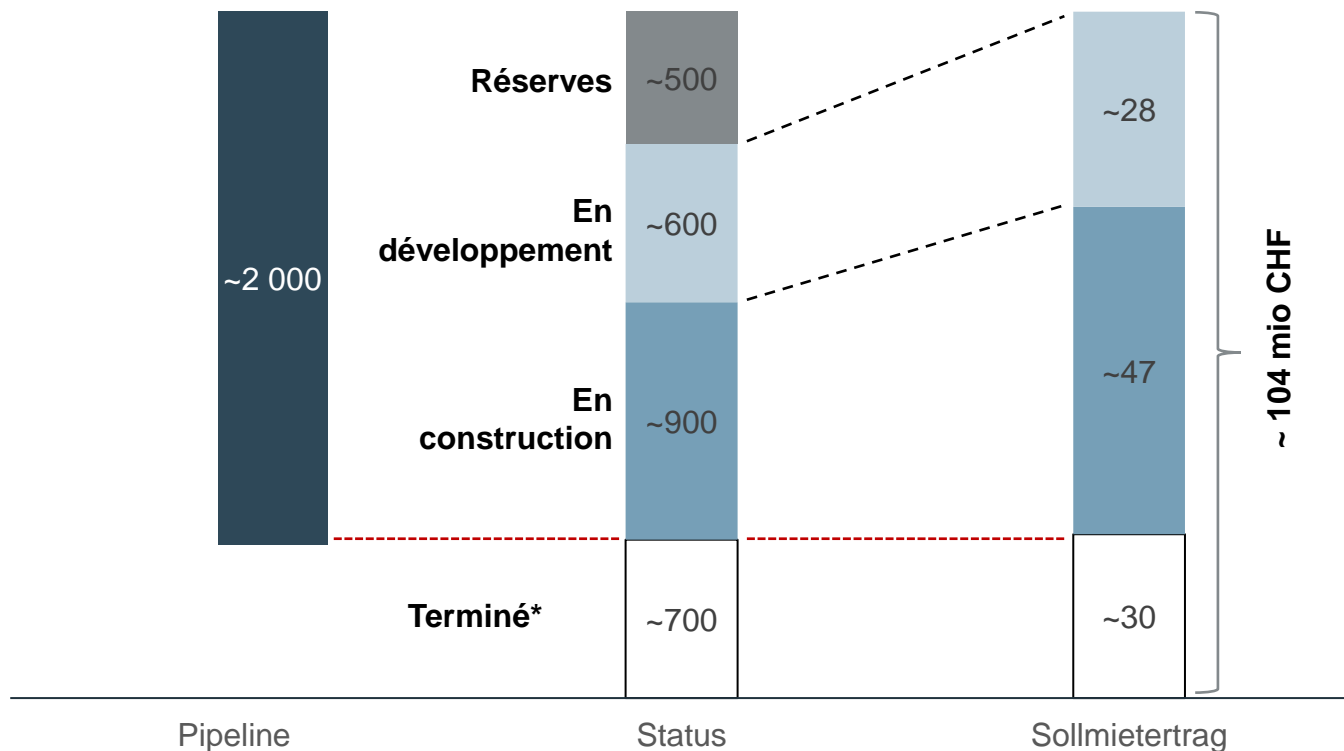 Réserves
~500
~28
En
développement
~600
~2 000
~ 104 mio CHF
~47
En
construction
~900
Terminé*
~700
~30
Pipeline
Status
Sollmietertrag